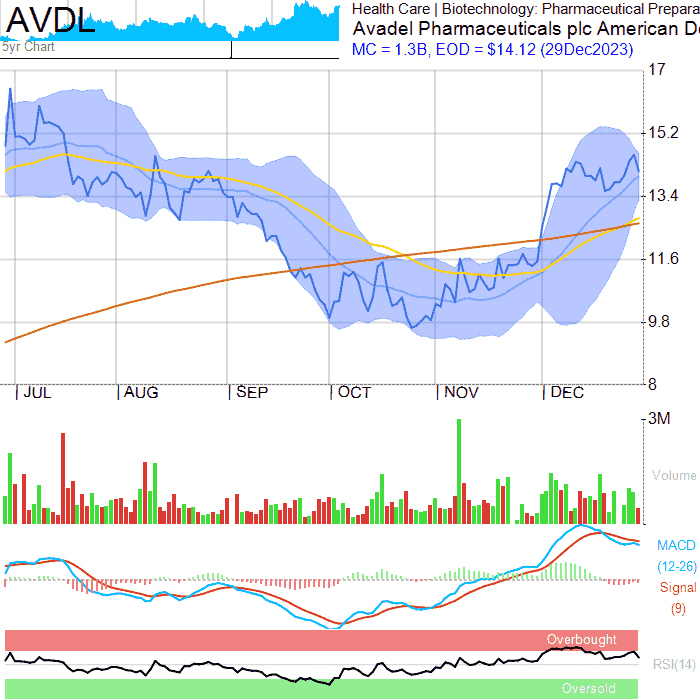 AVDL
5yr Chart
Health Care | Biotechnology: Pharmaceutical Prepara
Avadel Pharmaceuticals plc American De
MC = 1.3B, EOD = $14.12 (29Dec2023)
17
15.2
13.4
11.6
9.8
8
JUL AUG SEP OCT NOV DEC
3M
Volume
MACD
(12-26)
Signal
(9)
Overbought
RSI(14)
Oversold